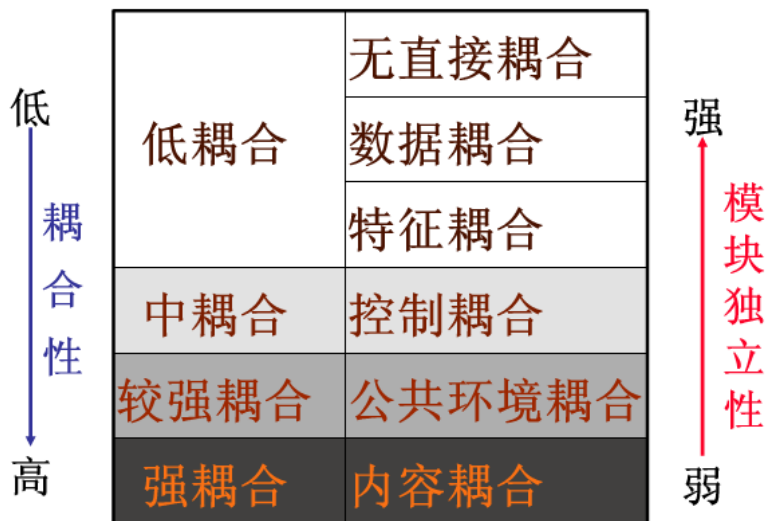 无直接耦合
低
强
低耦合
数据耦合
耦合性
模块独立性
特征耦合
中耦合
控制耦合
较强耦合
公共环境耦合
高
强耦合
内容耦合
弱